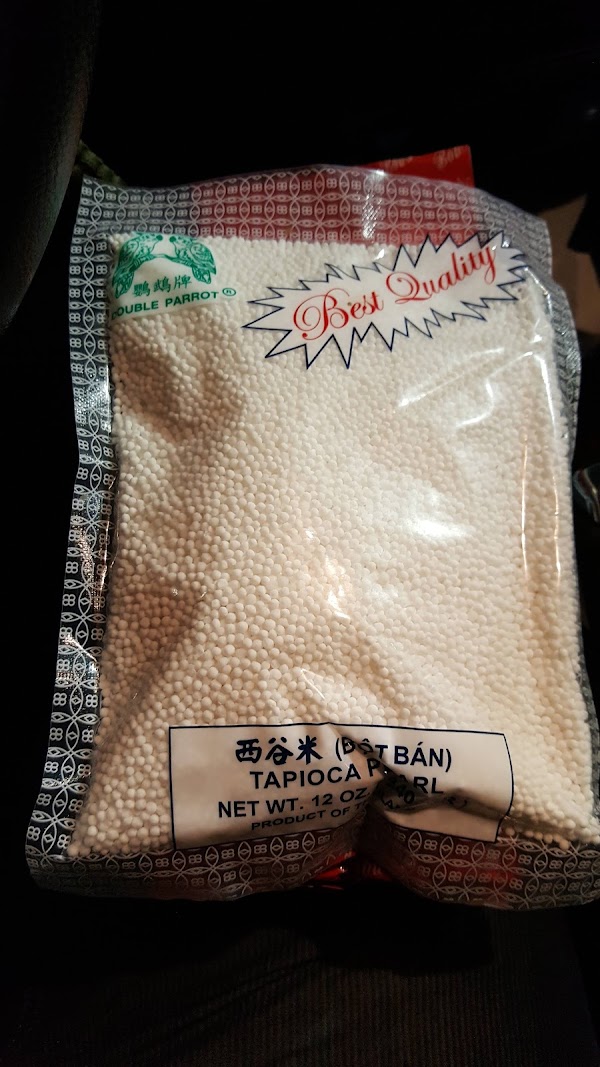 鸚鵡牌
DOUBLE PARROT ®
Best Quality
西谷米 (BỘT BÁN)
TAPIOCA PEARL
NET WT. 12 OZ
PRODUCT OF